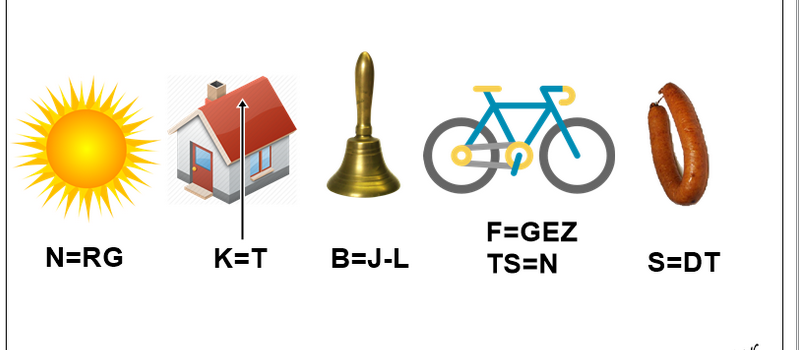 N=RG
K=T
B=J-L
F=GEZ
TS=N
S=DT